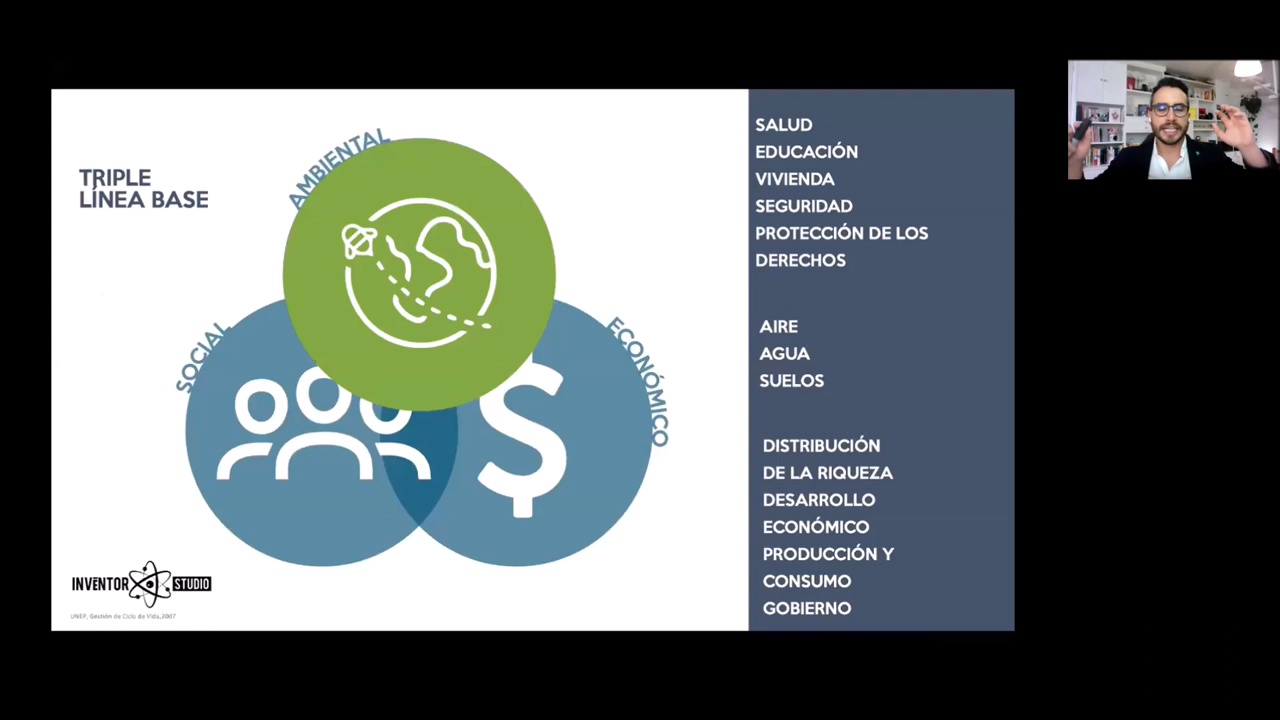 TRIPLE
LÍNEA BASE
AMBIENTAL
SOCIAL
ECONÓMICO
INVENTOR STUDIO
UNEP, Gestión de Ciclo de Vida,2007
SALUD
EDUCACIÓN
VIVIENDA
SEGURIDAD
PROTECCIÓN DE LOS
DERECHOS
AIRE
AGUA
SUELOS
DISTRIBUCIÓN
DE LA RIQUEZA
DESARROLLO
ECONÓMICO
PRODUCCIÓN Y
CONSUMO
GOBIERNO